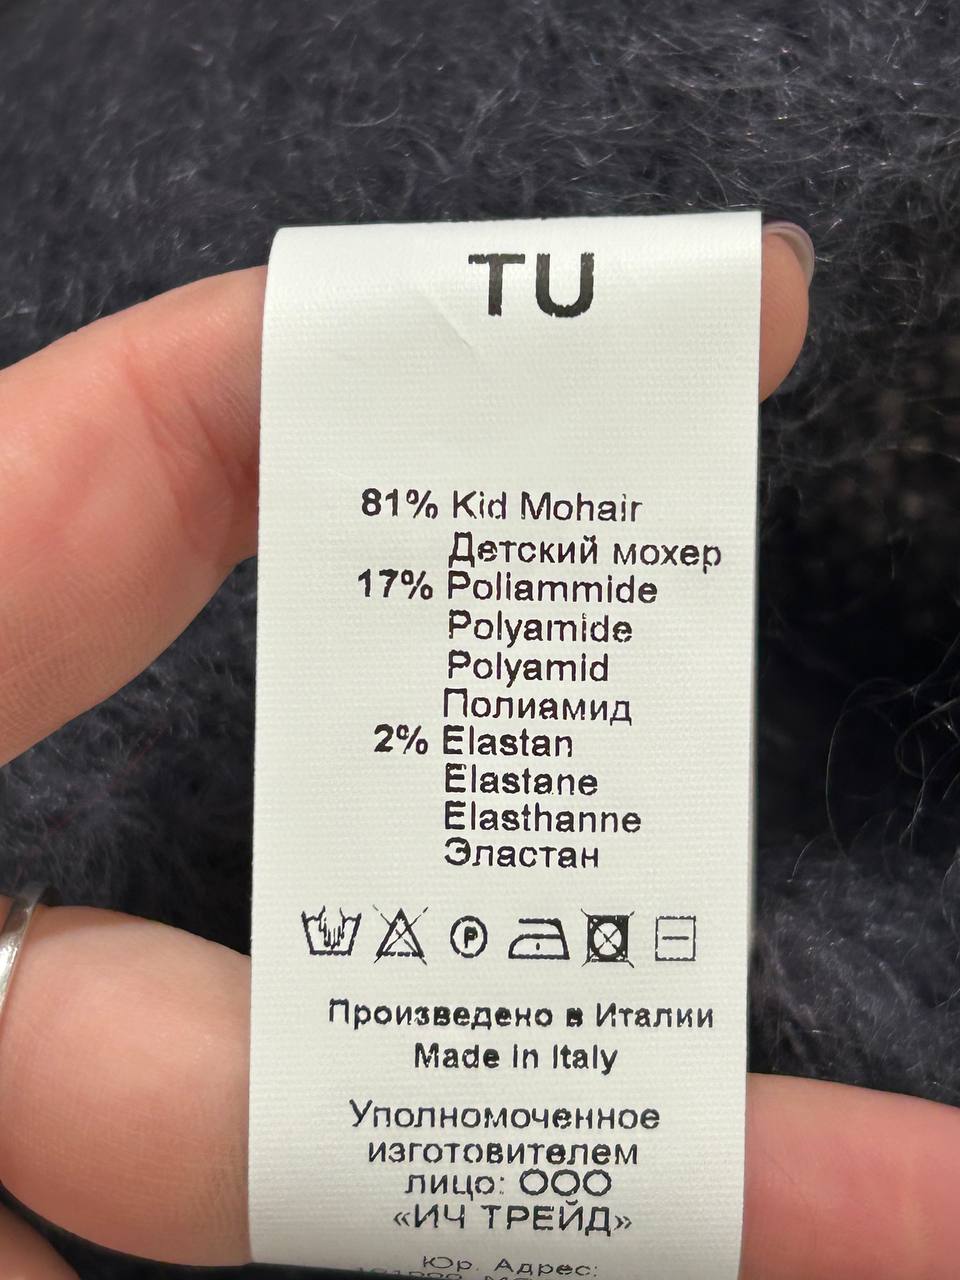 TU
81% Kid Mohair
Детский мохер
17% Poliammide
Polyamide
Polyamid
Полиамид
2% Elastan
Elastane
Elasthanne
Эластан
P
Произведено в Италии
Made in Italy
Уполномоченное
изготовителем
лицо: ООО
«ИЧ ТРЕЙД»
Юр. Адрес: